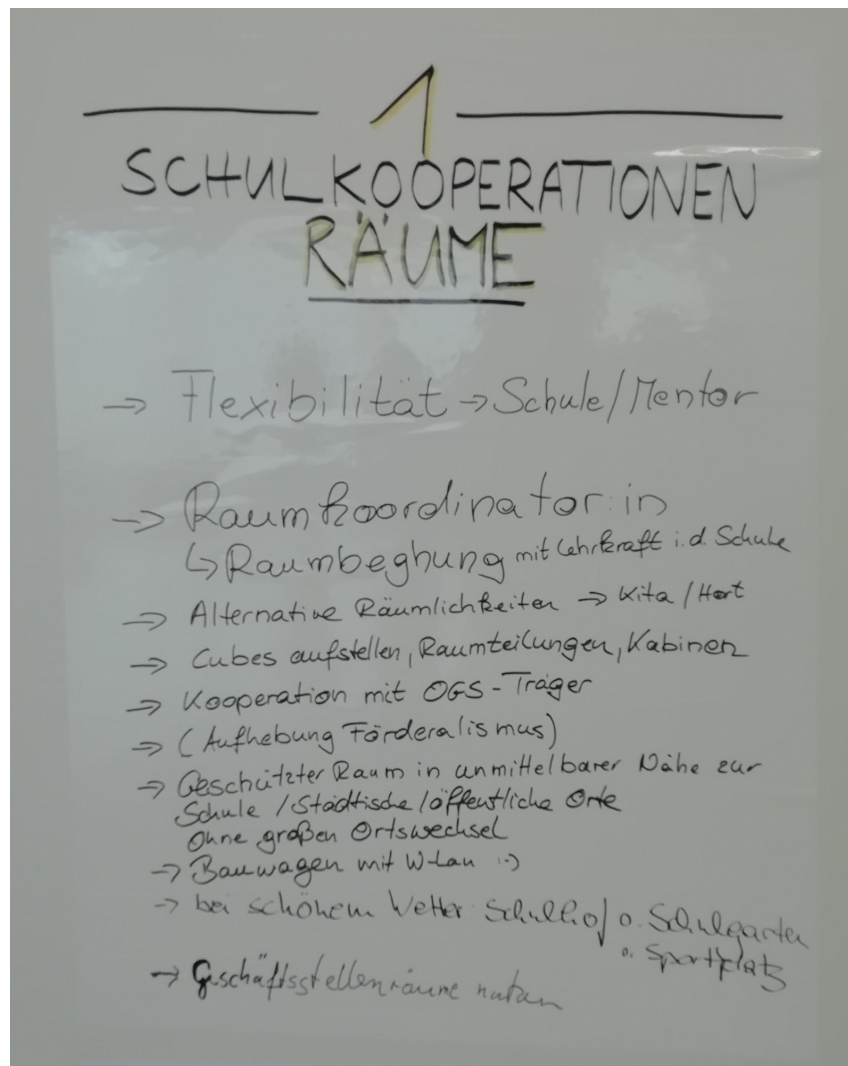 1
SCHULKOOPERATIONEN
RÄUME
→ Flexibilität → Schule/Mentor
→ Raumkoordinator:in
↳ Raumbeghung mit Lehrkraft i.d. Schule
→ Alternative Räumlichkeiten → Kita / Hort
→ Cubes aufstellen, Raumteilungen, Kabinen
→ Kooperation mit OGS-Träger
→ (Aufhebung Förderalismus)
→ Geschützter Raum in unmittelbarer Nähe zur
Schule / Städtische / öffentliche Orte
Ohne großen Ortswechsel
→ Bauwagen mit W-Lan :-)
→ bei schönem Wetter Schulhof o. Schulgarten
o. Sportplatz
→ Geschäftsstellenräume nutzen